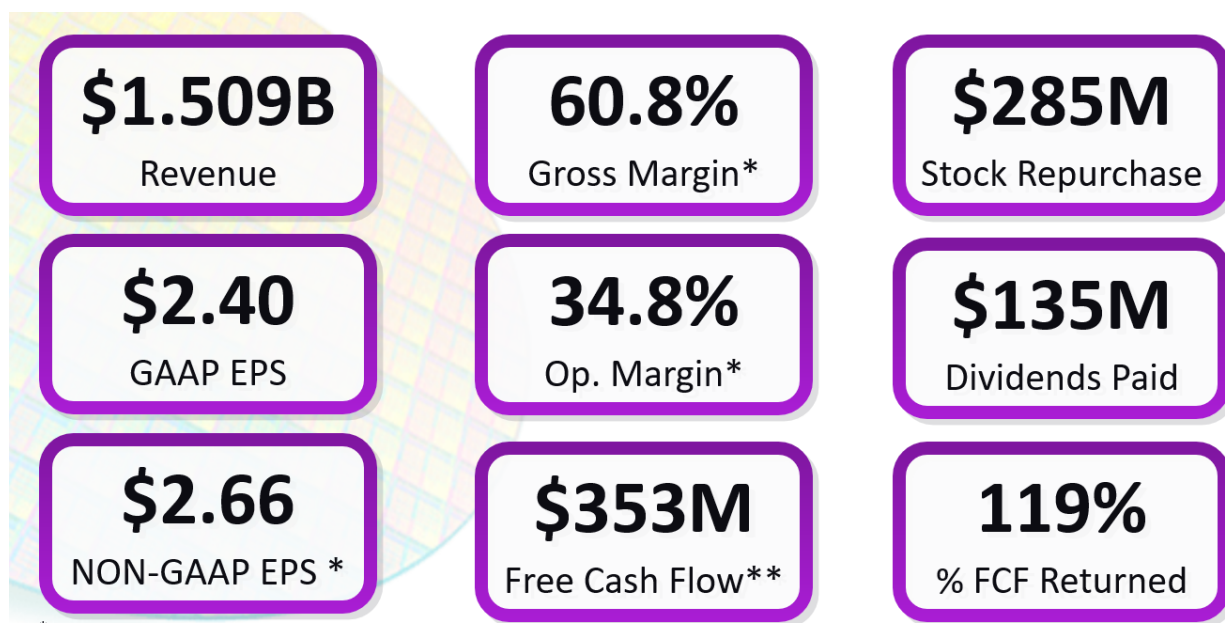 $1.509B
Revenue
60.8%
Gross Margin*
$285M
Stock Repurchase
$2.40
GAAP EPS
34.8%
Op. Margin*
$135M
Dividends Paid
$2.66
NON-GAAP EPS *
$353M
Free Cash Flow**
119%
% FCF Returned